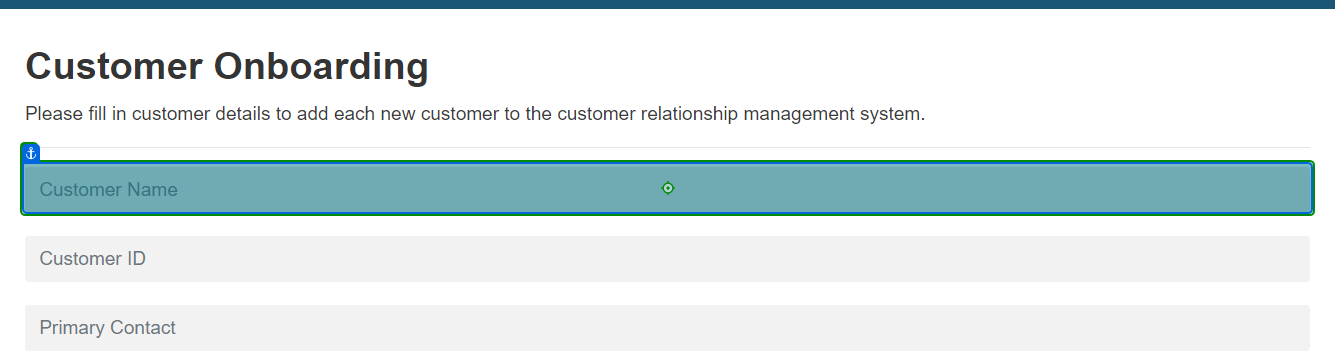 Customer Onboarding
Please fill in customer details to add each new customer to the customer relationship management system.
Customer Name
Customer ID
Primary Contact